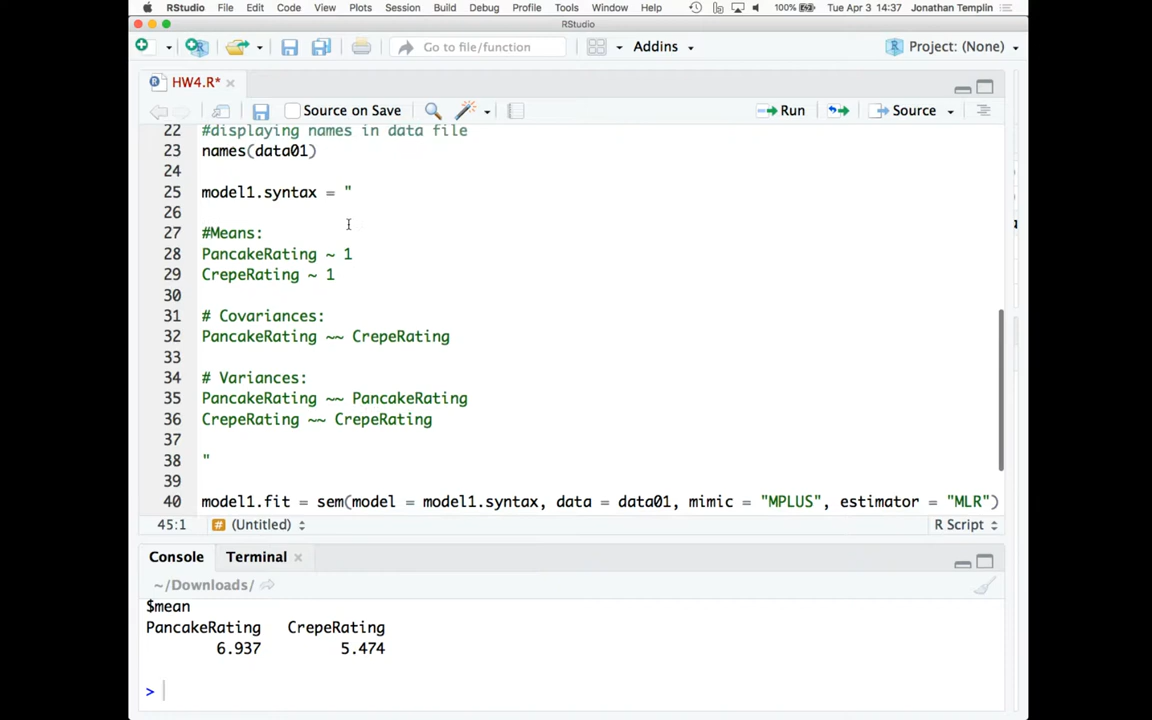 RStudio File Edit Code View Plots Session Build Debug Profile Tools Window Help 100% Tue Apr 3 14:37 Jonathan Templin
RStudio
Go to file/function Addins Project: (None)
HW4.R*
Source on Save Run Source
22 #displaying names in data file
23 names(data01)
24
25 model1.syntax = "
26
27 #Means:
28 PancakeRating ~ 1
29 CrepeRating ~ 1
30
31 # Covariances:
32 PancakeRating ~~ CrepeRating
33
34 # Variances:
35 PancakeRating ~~ PancakeRating
36 CrepeRating ~~ CrepeRating
37
38 "
39
40 model1.fit = sem(model = model1.syntax, data = data01, mimic = "MPLUS", estimator = "MLR")
45:1 # (Untitled) R Script
Console Terminal
~/Downloads/
$mean
PancakeRating CrepeRating
6.937 5.474
>